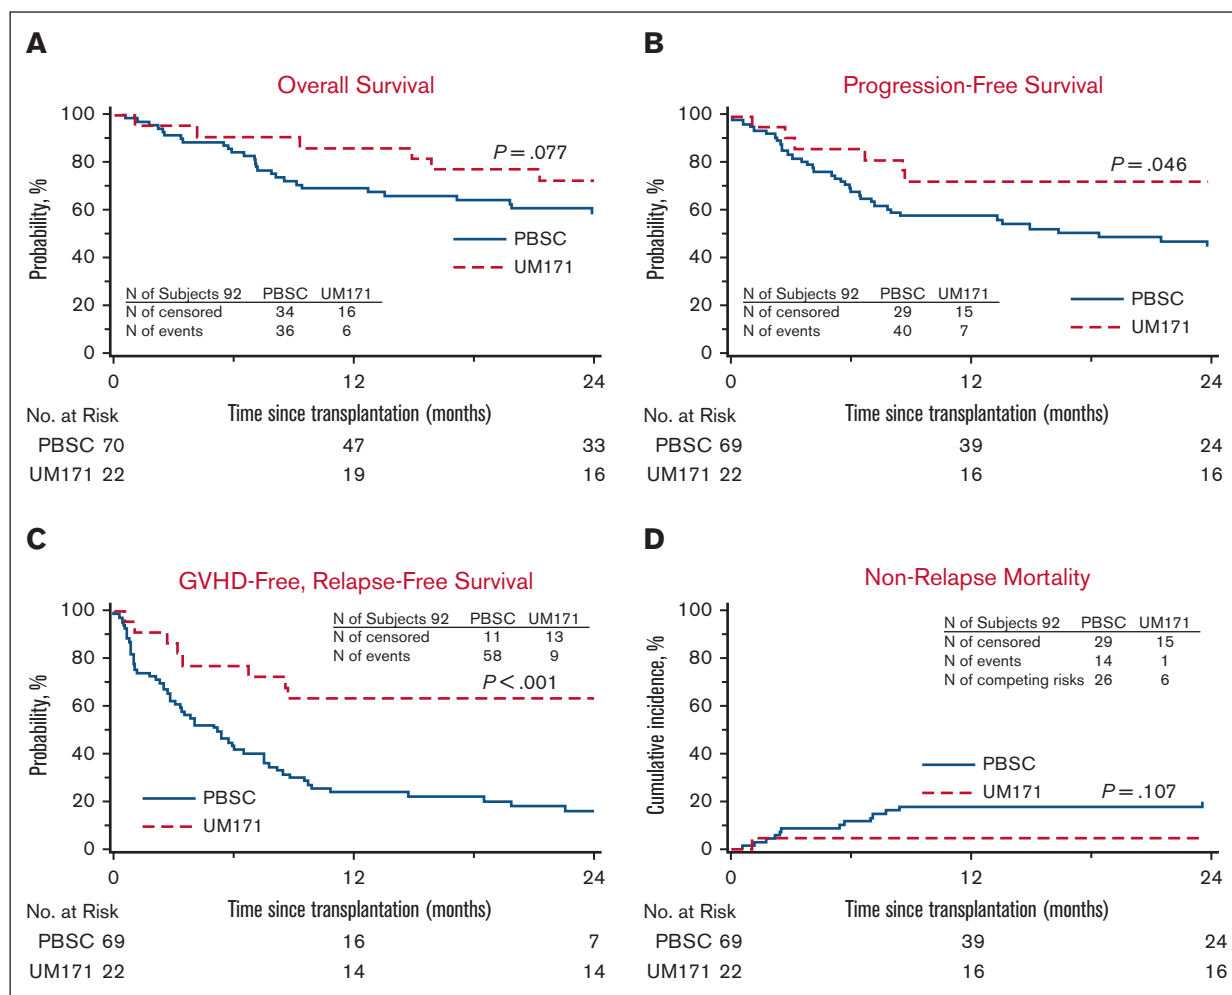 A
Overall Survival
Probability, %
100
80
60
40
20
0
P = .077
PBSC
UM171
N of Subjects 92 PBSC UM171
N of censored 34 16
N of events 36 6
0 12 24
Time since transplantation (months)
No. at Risk
PBSC 70 47 33
UM171 22 19 16
B
Progression-Free Survival
Probability, %
100
80
60
40
20
0
P = .046
N of Subjects 92 PBSC UM171
N of censored 29 15
N of events 40 7
PBSC
UM171
0 12 24
Time since transplantation (months)
No. at Risk
PBSC 69 39 24
UM171 22 16 16
C
GVHD-Free, Relapse-Free Survival
Probability, %
100
80
60
40
20
0
N of Subjects 92 PBSC UM171
N of censored 11 13
N of events 58 9
P < .001
PBSC
UM171
0 12 24
Time since transplantation (months)
No. at Risk
PBSC 69 16 7
UM171 22 14 14
D
Non-Relapse Mortality
Cumulative incidence, %
100
80
60
40
20
0
N of Subjects 92 PBSC UM171
N of censored 29 15
N of events 14 1
N of competing risks 26 6
PBSC
UM171
P = .107
0 12 24
Time since transplantation (months)
No. at Risk
PBSC 69 39 24
UM171 22 16 16